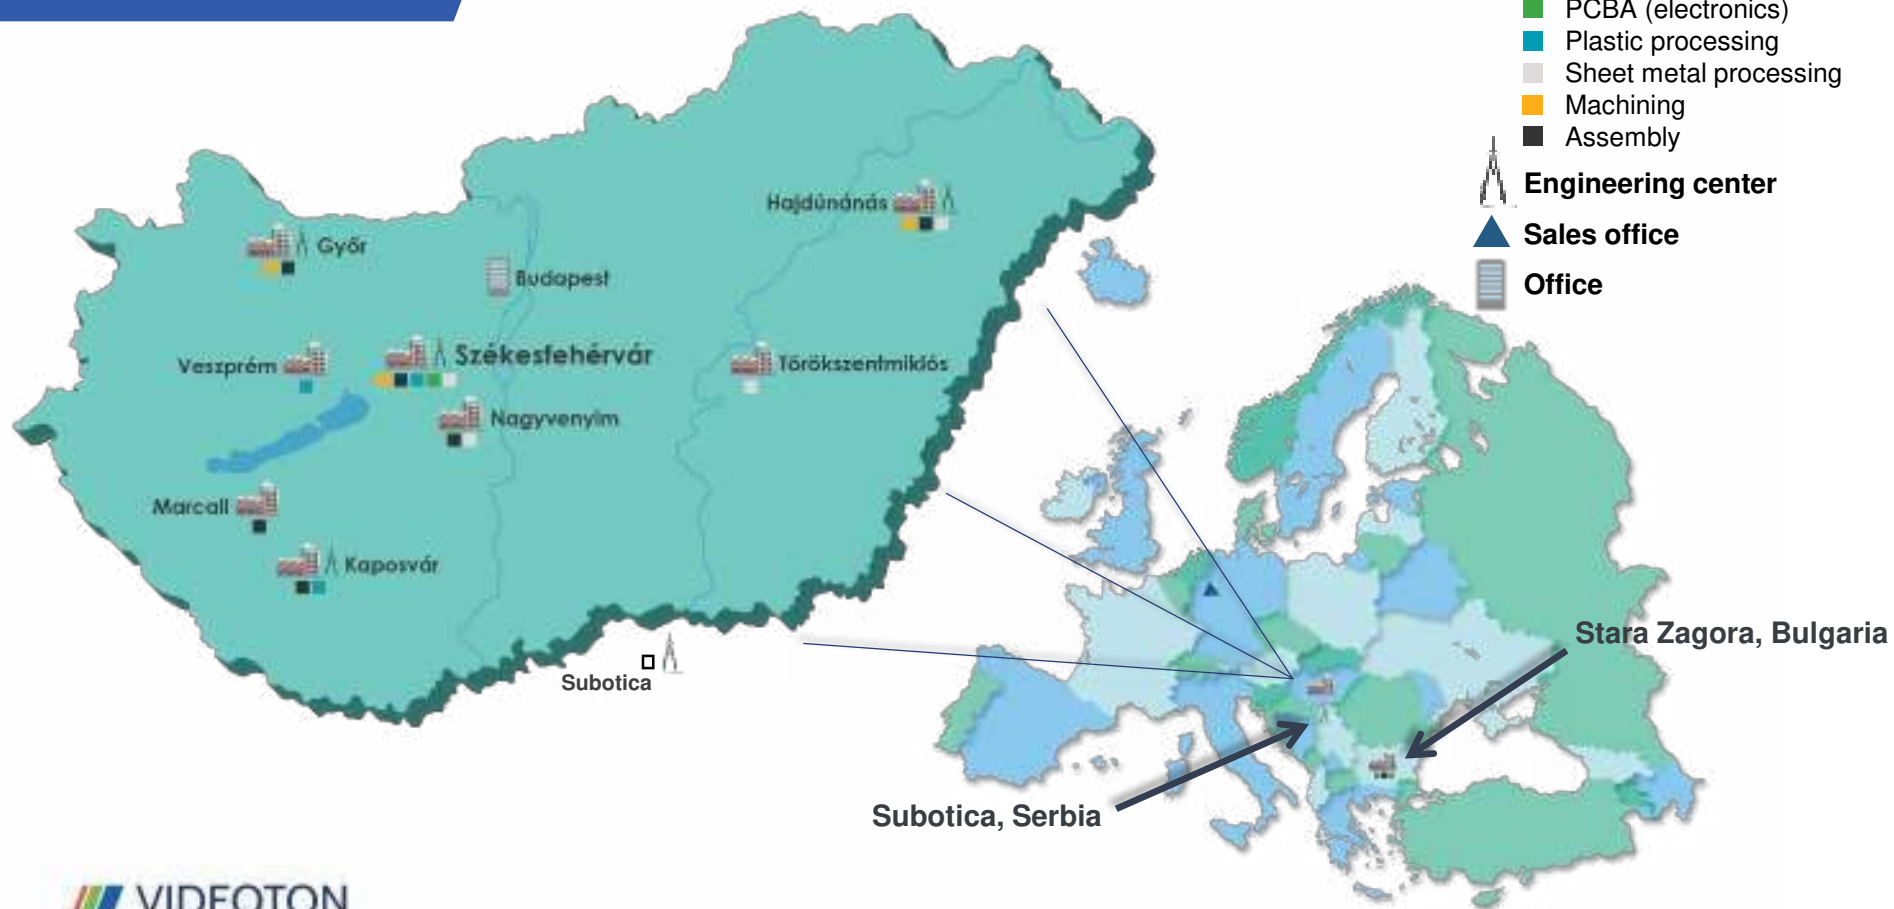 PCBA (electronics)
Plastic processing
Sheet metal processing
Machining
Assembly
Engineering center
Sales office
Office
Hajdúnánás
Győr
Budapest
Veszprém
Székesfehérvár
Törökszentmiklós
Nagyvenyim
Marcali
Kaposvár
Subotica
Stara Zagora, Bulgaria
Subotica, Serbia
VIDEOTON